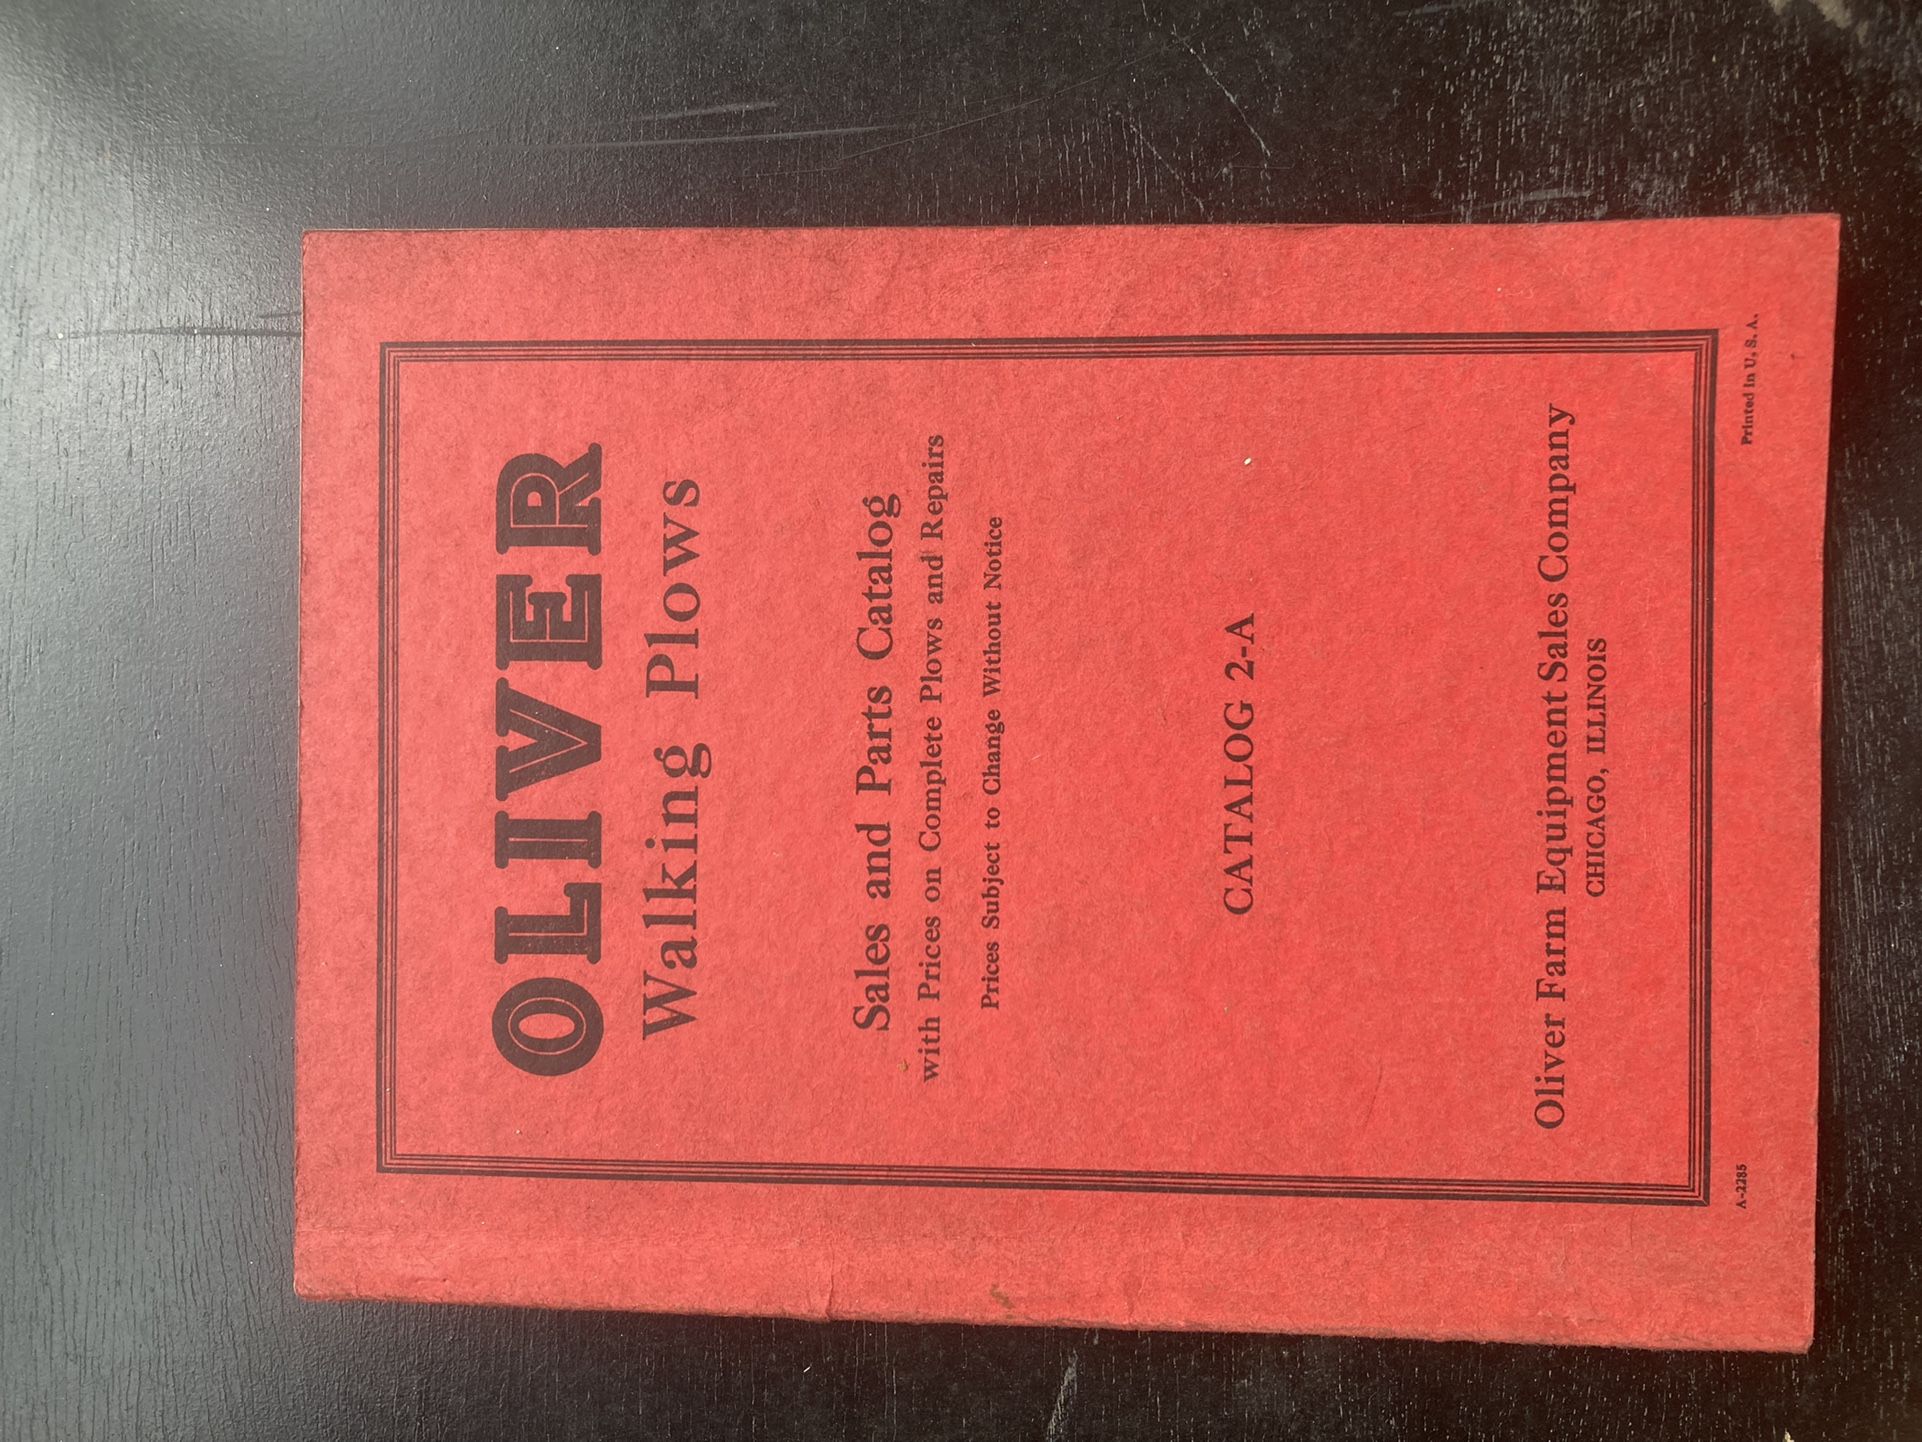 OLIVER
Walking Plows
Sales and Parts Catalog
with Prices on Complete Plows and Repairs
Prices Subject to Change Without Notice
CATALOG 2-A
Oliver Farm Equipment Sales Company
CHICAGO, ILLINOIS
A-2285
Printed in U. S. A.